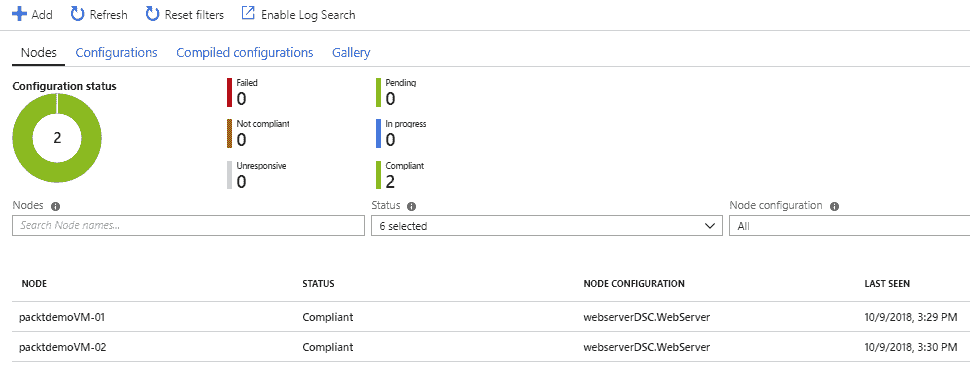 Add Refresh Reset filters Enable Log Search
Nodes Configurations Compiled configurations Gallery
Configuration status
2
Failed
0
Pending
0
Not compliant
0
In progress
0
Unresponsive
0
Compliant
2
Nodes Status Node configuration
Search Node names... 6 selected All
NODE STATUS NODE CONFIGURATION LAST SEEN
packtdemoVM-01 Compliant webserverDSC.WebServer 10/9/2018, 3:29 PM
packtdemoVM-02 Compliant webserverDSC.WebServer 10/9/2018, 3:30 PM